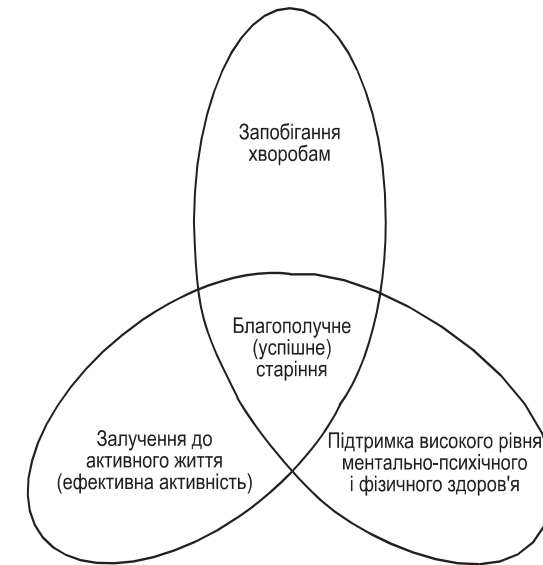 Запобігання
хворобам
Благополучне
(успішне)
старіння
Залучення до
активного життя
(ефективна активність)
Підтримка високого рівня
ментально-психічного
і фізичного здоров'я